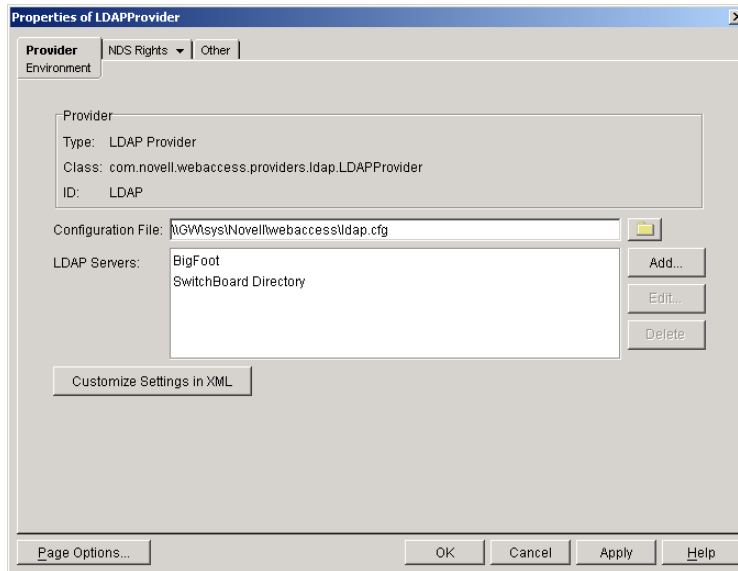 Properties of LDAPProvider
Provider
NDS Rights
Other
Environment
Provider
Type: LDAP Provider
Class: com.novell.webaccess.providers.ldap.LDAPProvider
ID: LDAP
Configuration File: \\GW\sys\Novell\webaccess\ldap.cfg
LDAP Servers:
BigFoot
SwitchBoard Directory
Add...
Edit...
Delete
Customize Settings in XML
Page Options...
OK
Cancel
Apply
Help